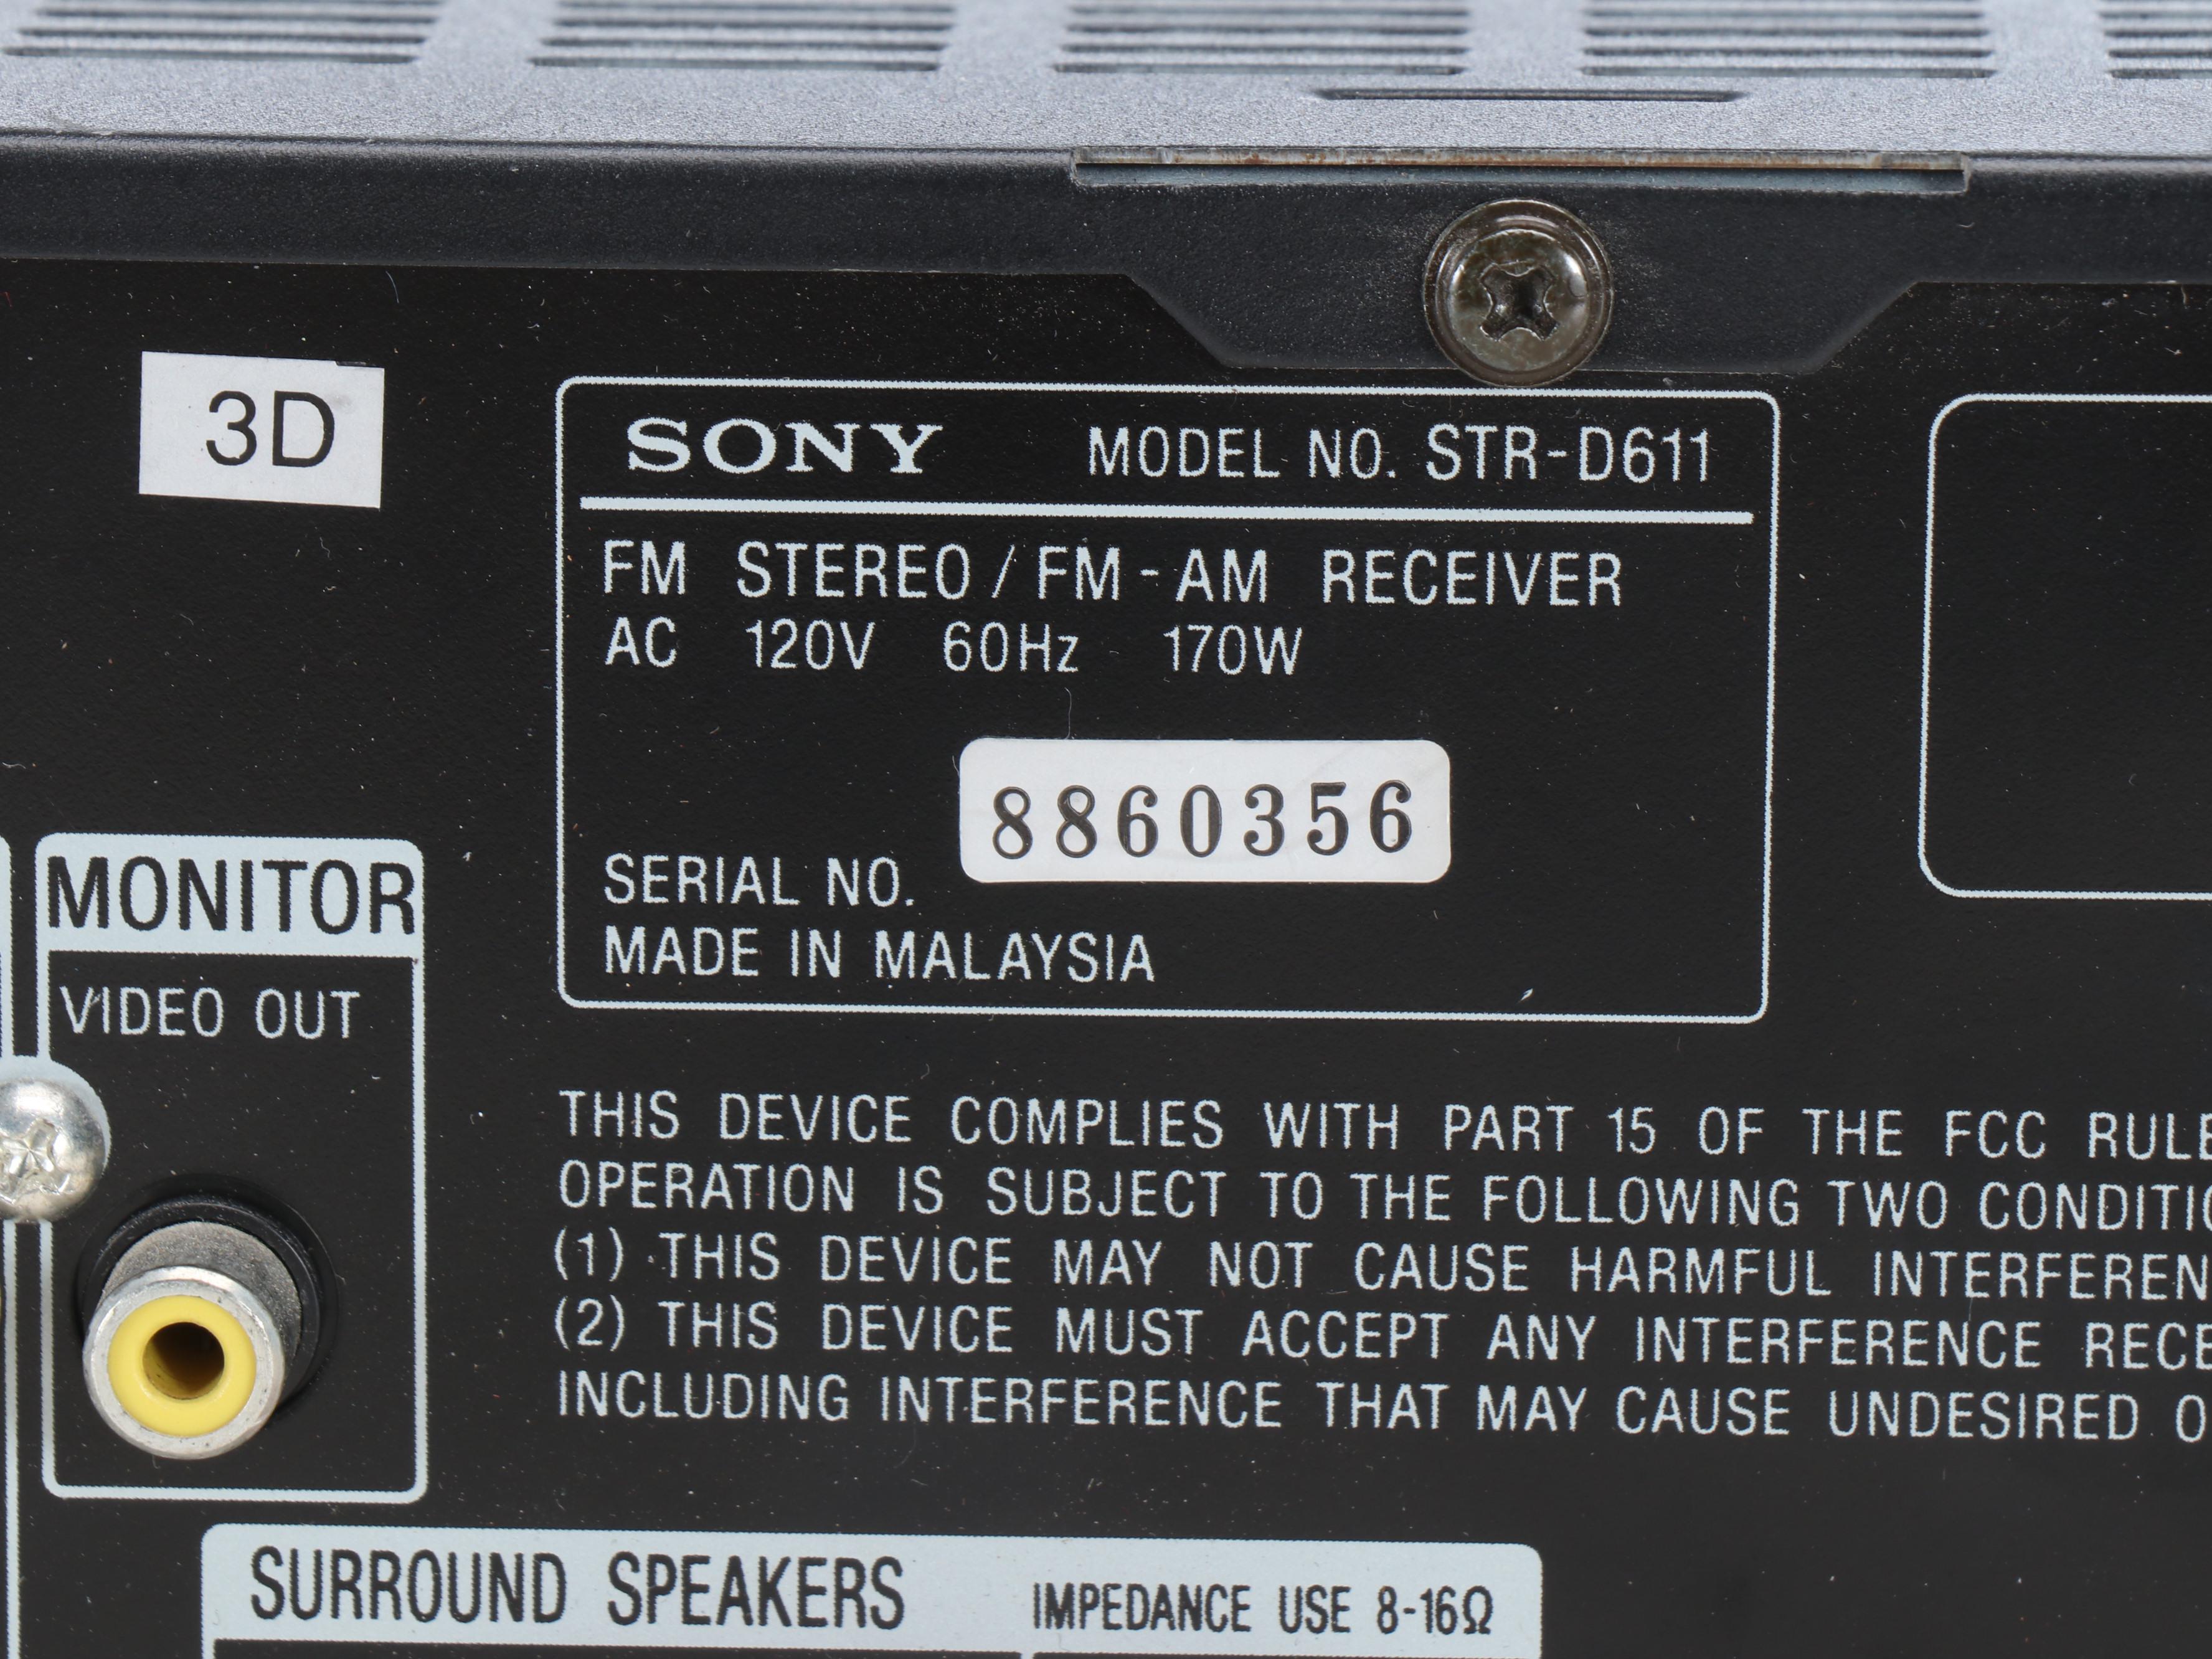 3D
SONY MODEL NO. STR-D611
FM STEREO / FM-AM RECEIVER
AC 120V 60Hz 170W
8860356
SERIAL NO.
MADE IN MALAYSIA
MONITOR
VIDEO OUT
THIS DEVICE COMPLIES WITH PART 15 OF THE FCC
OPERATION IS SUBJECT TO THE FOLLOWING TWO
(1) THIS DEVICE MAY NOT CAUSE HARMFUL
(2) THIS DEVICE MUST ACCEPT ANY INTERFERENCE
INCLUDING INTERFERENCE THAT MAY CAUSE UNDESIRED
SURROUND SPEAKERS IMPEDANCE USE 8-16Ω